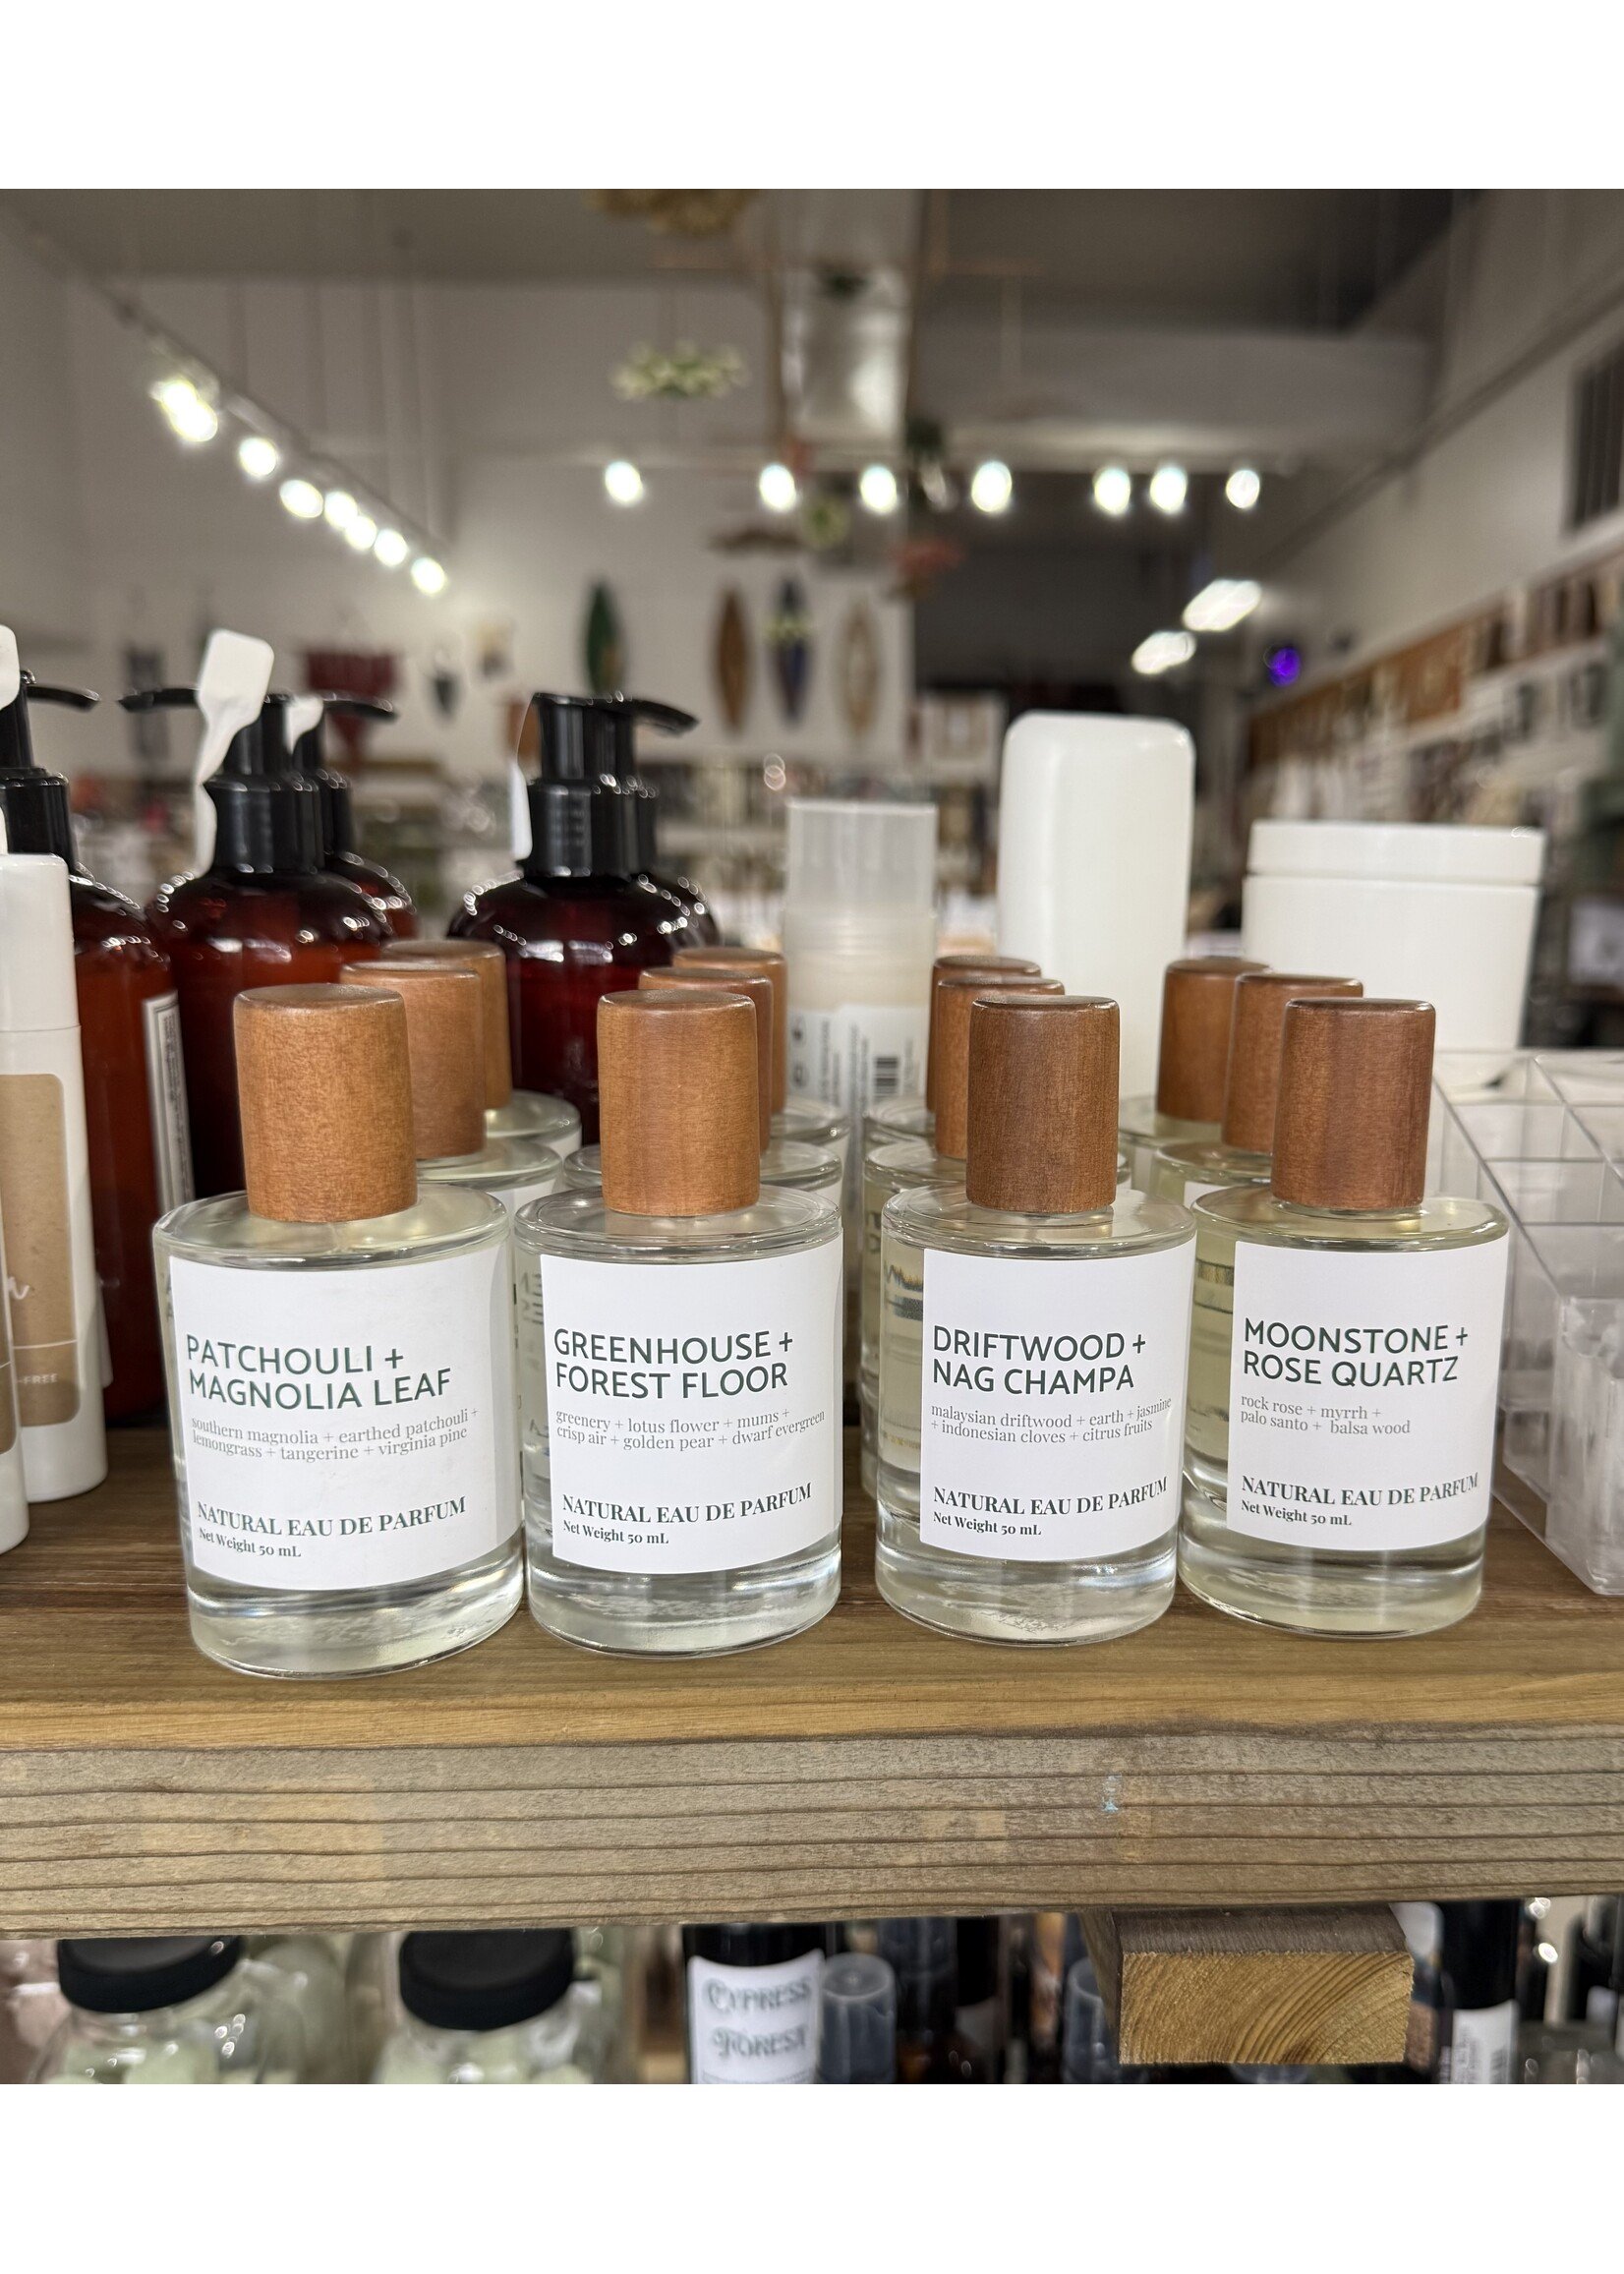 PATCHOULI +
MAGNOLIA LEAF
southern magnolia + earthed patchouli +
lemongrass + tangerine + virginia pine
NATURAL EAU DE PARFUM
Net Weight 50 mL
GREENHOUSE +
FOREST FLOOR
greenery + lotus flower + mums +
crisp air + golden pear + dwarf evergreen
NATURAL EAU DE PARFUM
Net Weight 50 mL
DRIFTWOOD +
NAG CHAMPA
malaysian driftwood + earth + jasmine
+ indonesian cloves + citrus fruits
NATURAL EAU DE PARFUM
Net Weight 50 mL
MOONSTONE +
ROSE QUARTZ
rock rose + myrrh +
palo santo + balsa wood
NATURAL EAU DE PARFUM
Net Weight 50 mL
-FREE
CYPRESS
FOREST